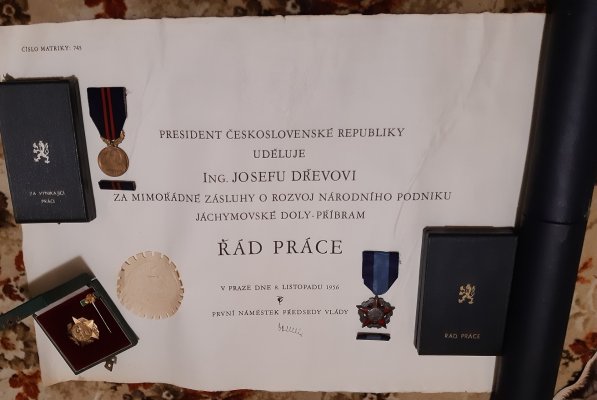 ČÍSLO MATRIKY: 745
PRESIDENT ČESKOSLOVENSKÉ REPUBLIKY
UDĚLUJE
ING. JOSEFU DŘEVOVI
ZA MIMOŘÁDNÉ ZÁSLUHY O ROZVOJ NÁRODNÍHO PODNIKU
JÁCHYMOVSKÉ DOLY-PŘÍBRAM
ŘÁD PRÁCE
V PRAZE DNE 8. LISTOPADU 1956
PRVNÍ NÁMĚSTEK PŘEDSEDY VLÁDY
ZA VYNIKAJÍCÍ
PRÁCI
ŘÁD PRÁCE